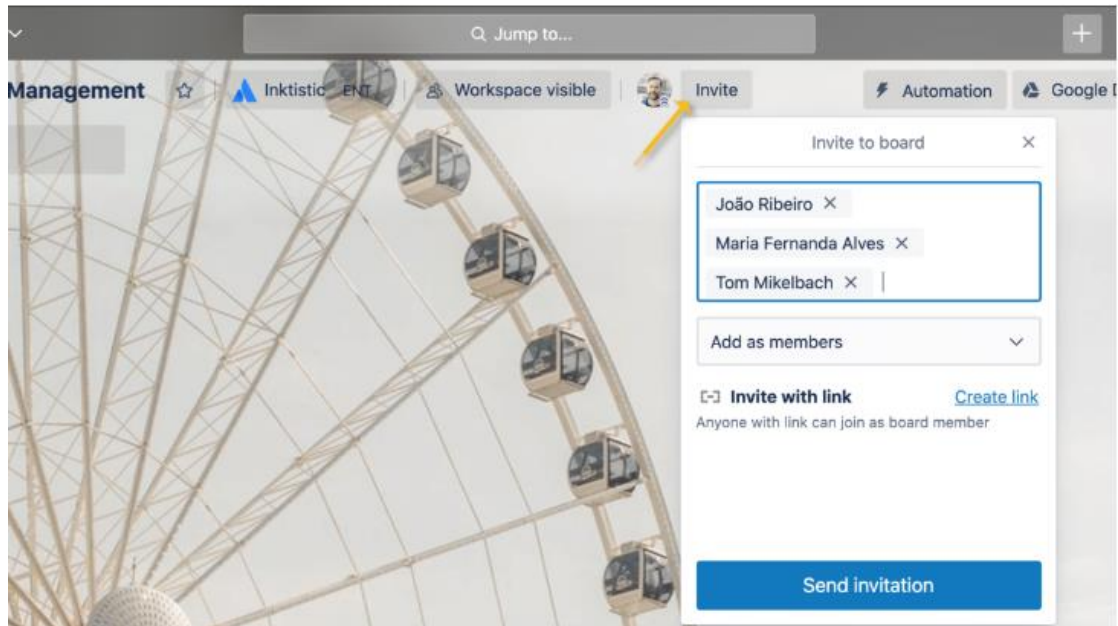 Jump to...
Management
Inktistic ENT
Workspace visible
Invite
Automation
Google D
Invite to board
João Ribeiro
Maria Fernanda Alves
Tom Mikelbach
Add as members
Invite with link
Create link
Anyone with link can join as board member
Send invitation